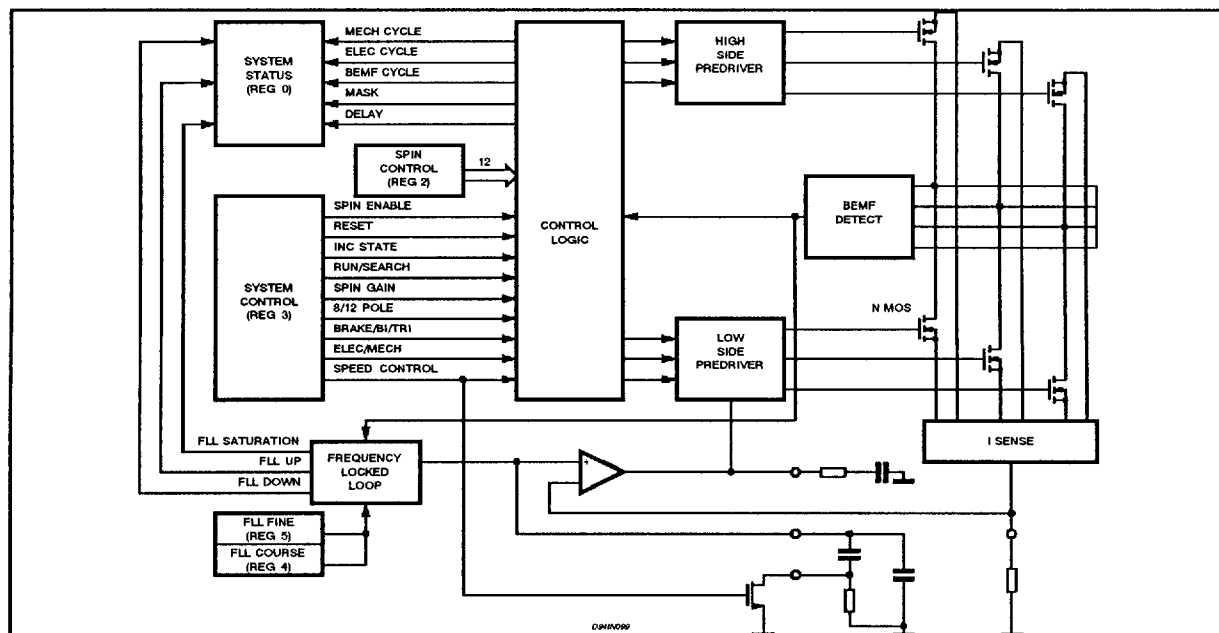 MECH CYCLE
ELEC CYCLE
BEMF CYCLE
MASK
DELAY
SYSTEM
STATUS
(REG 0)
HIGH
SIDE
PREDRIVER
SPIN
CONTROL
(REG 2)
12
CONTROL
LOGIC
BEMF
DETECT
SYSTEM
CONTROL
(REG 3)
SPIN ENABLE
RESET
INC STATE
RUN/SEARCH
SPIN GAIN
8/12 POLE
BRAKE/BI/TRI
ELEC/MECH
SPEED CONTROL
N MOS
LOW
SIDE
PREDRIVER
I SENSE
FLL SATURATION
FLL UP
FLL DOWN
FREQUENCY
LOCKED
LOOP
+
FLL FINE
(REG 5)
FLL COURSE
(REG 4)
D94IN099